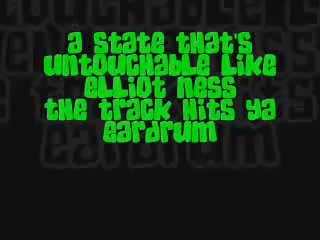 a state that's
untouchable like
elliot ness
the track hits ya
eardrum